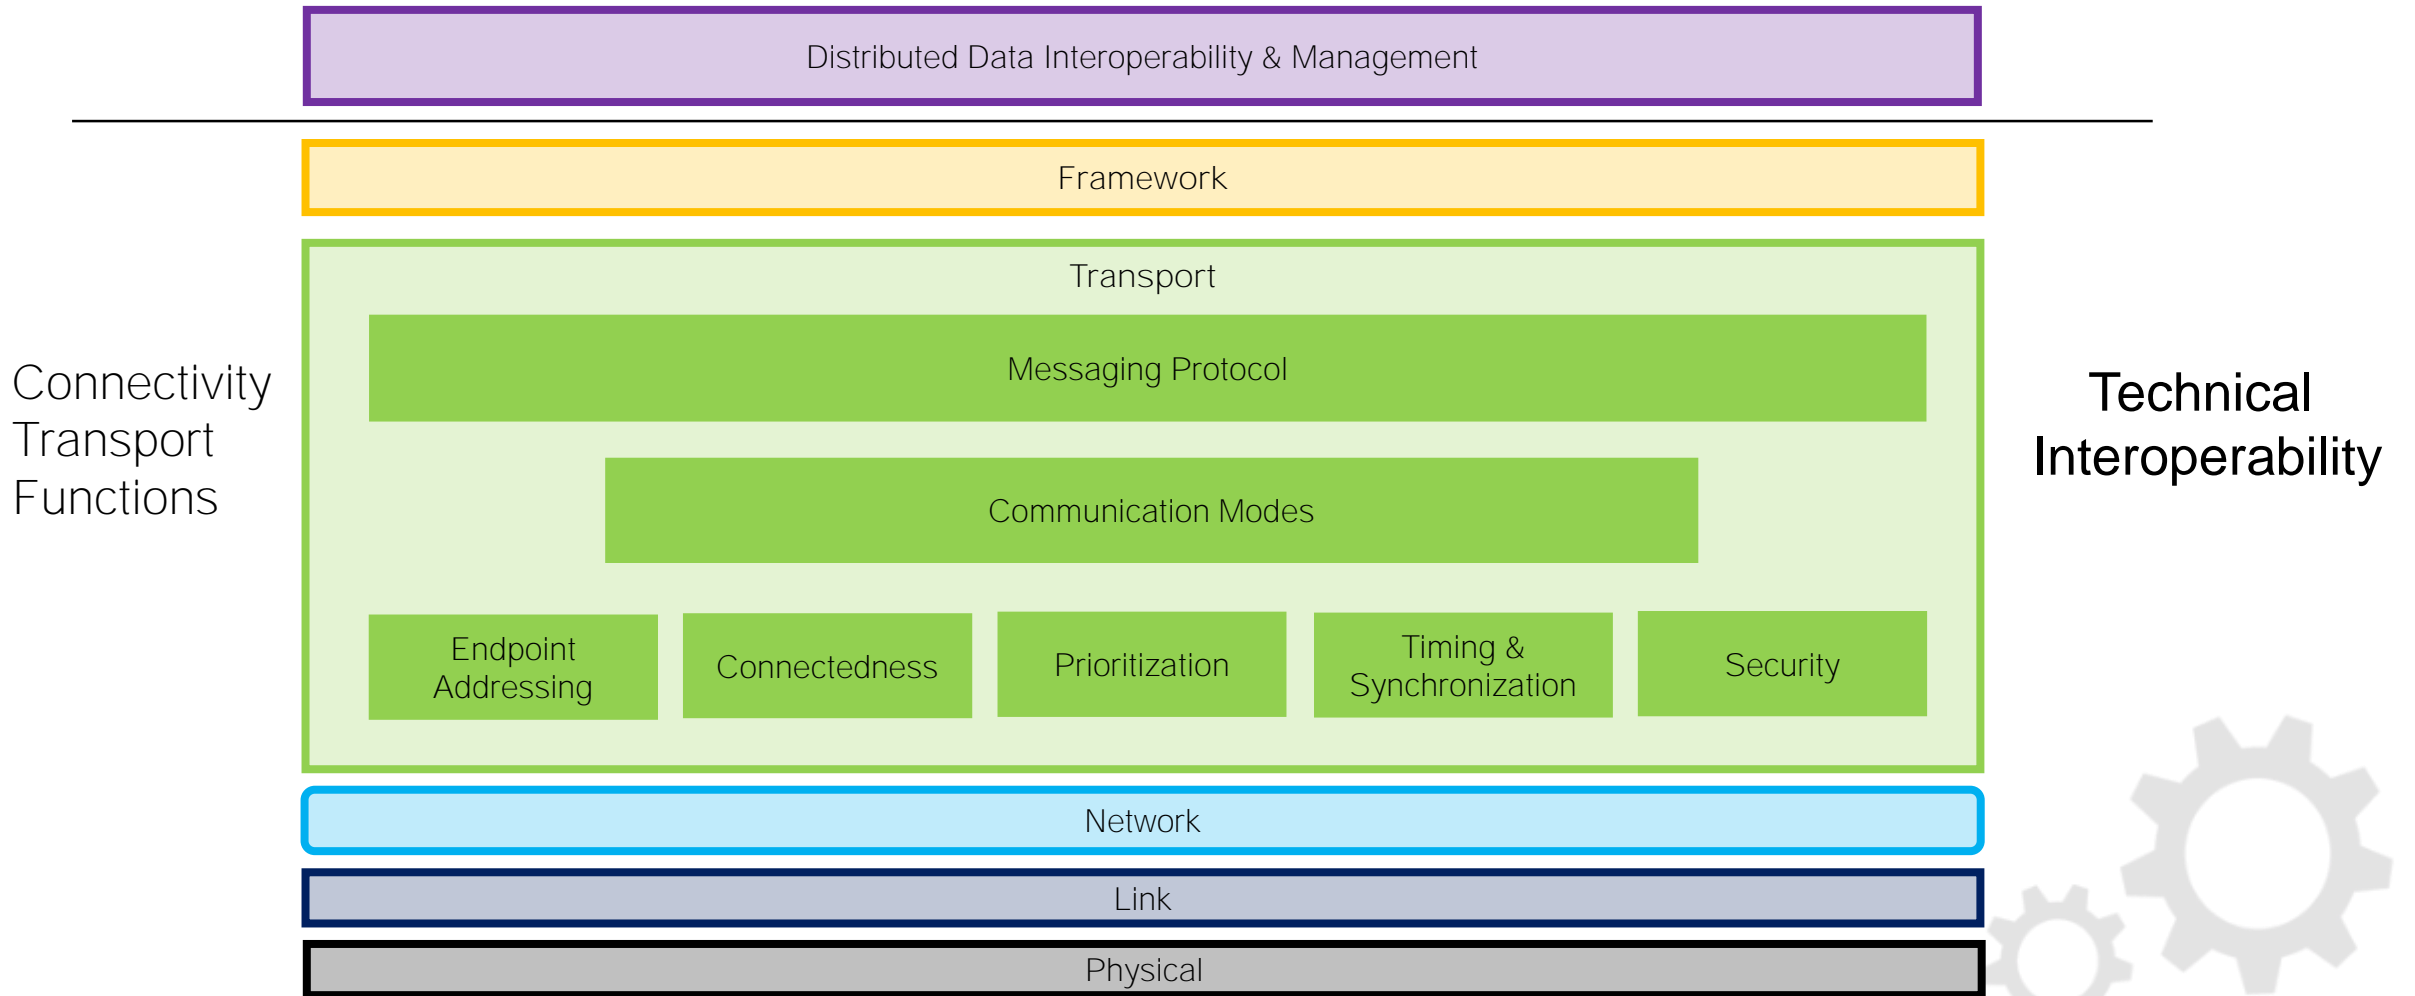 Distributed Data Interoperability & Management
Framework
Transport
Messaging Protocol
Connectivity
Transport
Functions
Technical
Interoperability
Communication Modes
Endpoint
Addressing
Connectedness
Prioritization
Timing &
Synchronization
Security
Network
Link
Physical